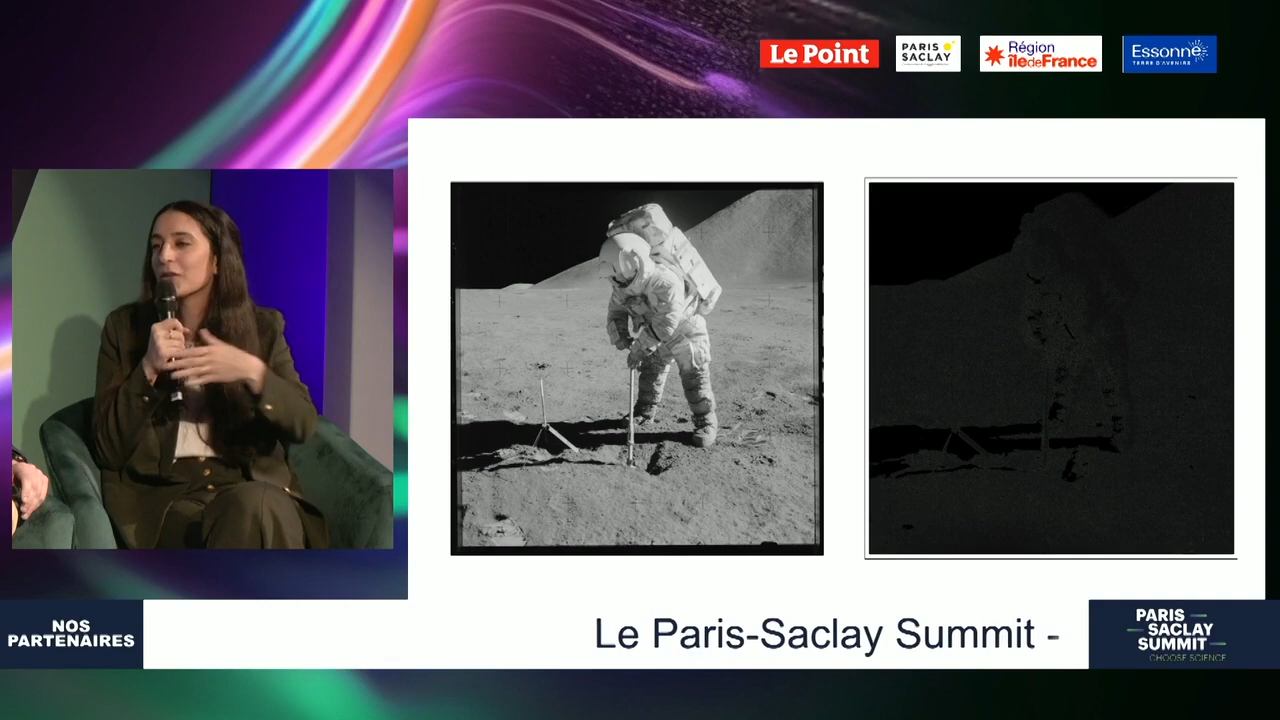 Le Point
PARIS
SACLAY
Région
îledeFrance
Essonne
TERRE D'AVENIRS
NOS
PARTENAIRES
Le Paris-Saclay Summit -
PARIS
SACLAY
SUMMIT
CHOOSE SCIENCE